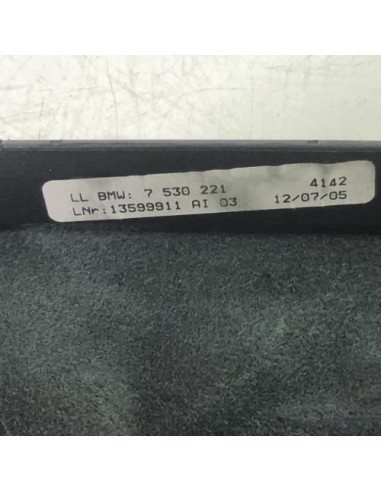 LL BMW: 7 530 221 4142
LNr:13599911 AI 03 12/07/05